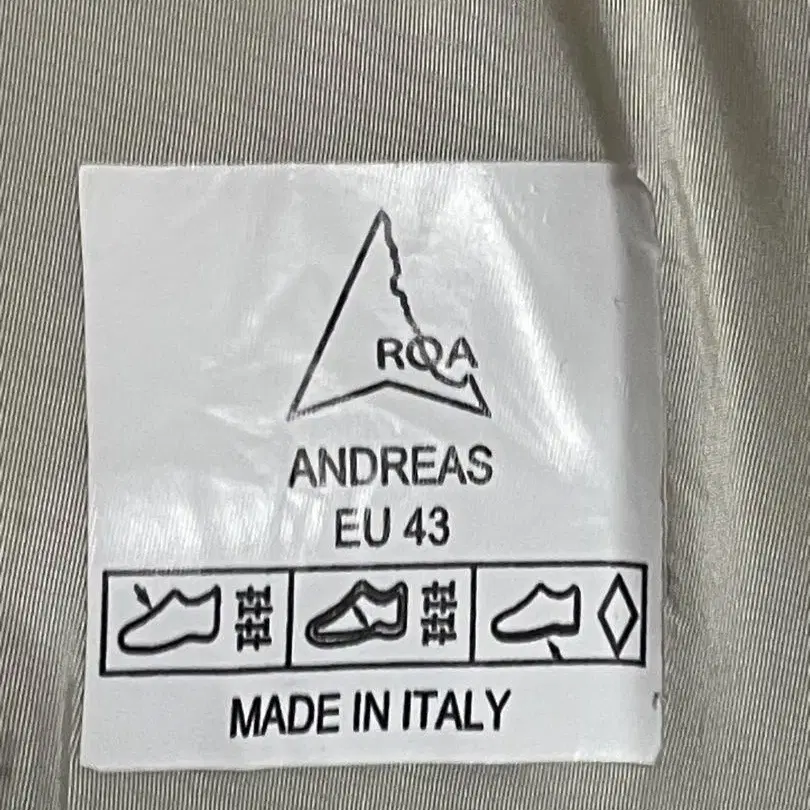 ROA
ANDREAS
EU 43
MADE IN ITALY